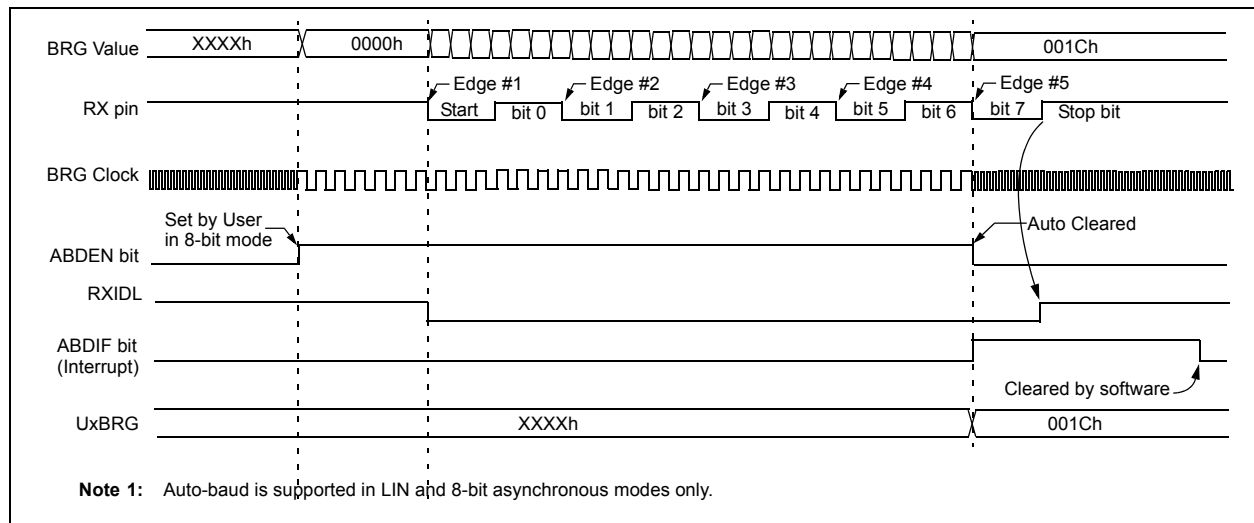 BRG Value XXXXh 0000h 001Ch
Edge #1 Edge #2 Edge #3 Edge #4 Edge #5
RX pin Start bit 0 bit 1 bit 2 bit 3 bit 4 bit 5 bit 6 bit 7 Stop bit
BRG Clock
Set by User
in 8-bit mode
Auto Cleared
ABDEN bit
RXIDL
ABDIF bit
(Interrupt)
Cleared by software
UxBRG XXXXh 001Ch
Note 1: Auto-baud is supported in LIN and 8-bit asynchronous modes only.